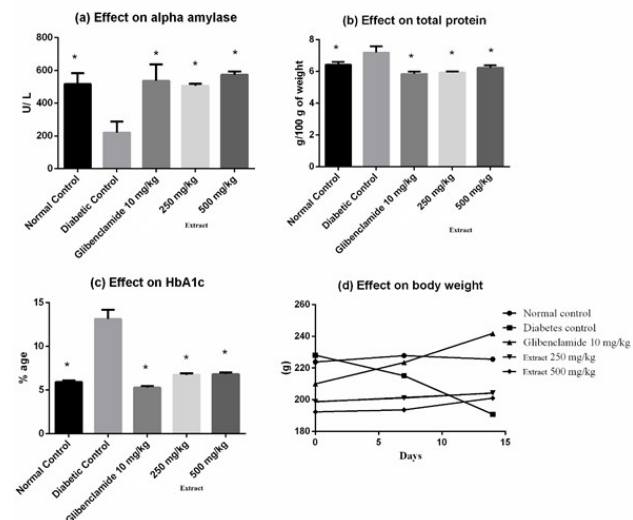 (a) Effect on alpha amylase
800
600
400
200
0
U/ L
*
*
*
*
Normal Control
Diabetic Control
Glibenclamide 10 mg/kg
250 mg/kg
500 mg/kg
Extract
(b) Effect on total protein
10
8
6
4
2
0
g/100 g of weight
*
*
*
*
Normal Control
Diabetic Control
Glibenclamide 10 mg/kg
250 mg/kg
500 mg/kg
Extract
(c) Effect on HbA1c
15
10
5
0
% age
*
*
*
*
Normal Control
Diabetic Control
Glibenclamide 10 mg/kg
250 mg/kg
500 mg/kg
Extract
(d) Effect on body weight
260
240
220
200
180
(g)
0
5
10
15
Days
Normal control
Diabetes control
Glibenclamide 10 mg/kg
Extract 250 mg/kg
Extract 500 mg/kg